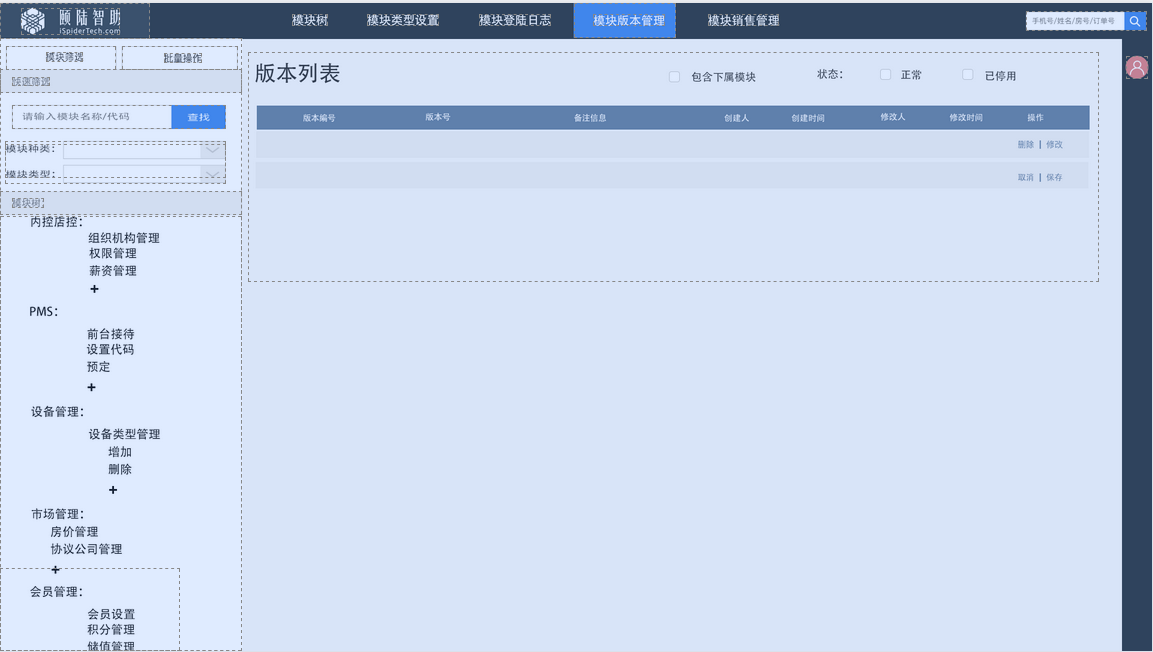 顾陆智助
iSpiderTech.com
模块树 模块类型设置 模块登陆日志 模块版本管理 模块销售管理
手机号/姓名/房号/订单号
模块筛选 批量操作
版本列表
包含下属模块 状态: 正常 已停用
请输入模块名称/代码 查找
版本编号 版本号 备注信息 创建人 创建时间 修改人 修改时间 操作
删除 | 修改
模块种类:
模块类型:
取消 | 保存
内控店控:
组织机构管理
权限管理
薪资管理
+
PMS:
前台接待
设置代码
预定
+
设备管理:
设备类型管理
增加
删除
+
市场管理:
房价管理
协议公司管理
+
会员管理:
会员设置
积分管理
储值管理